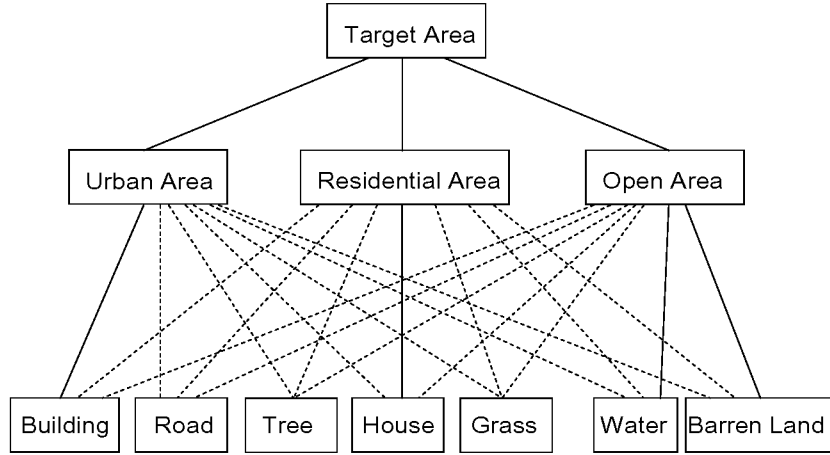 Target Area
Urban Area
Residential Area
Open Area
Building
Road
Tree
House
Grass
Water
Barren Land